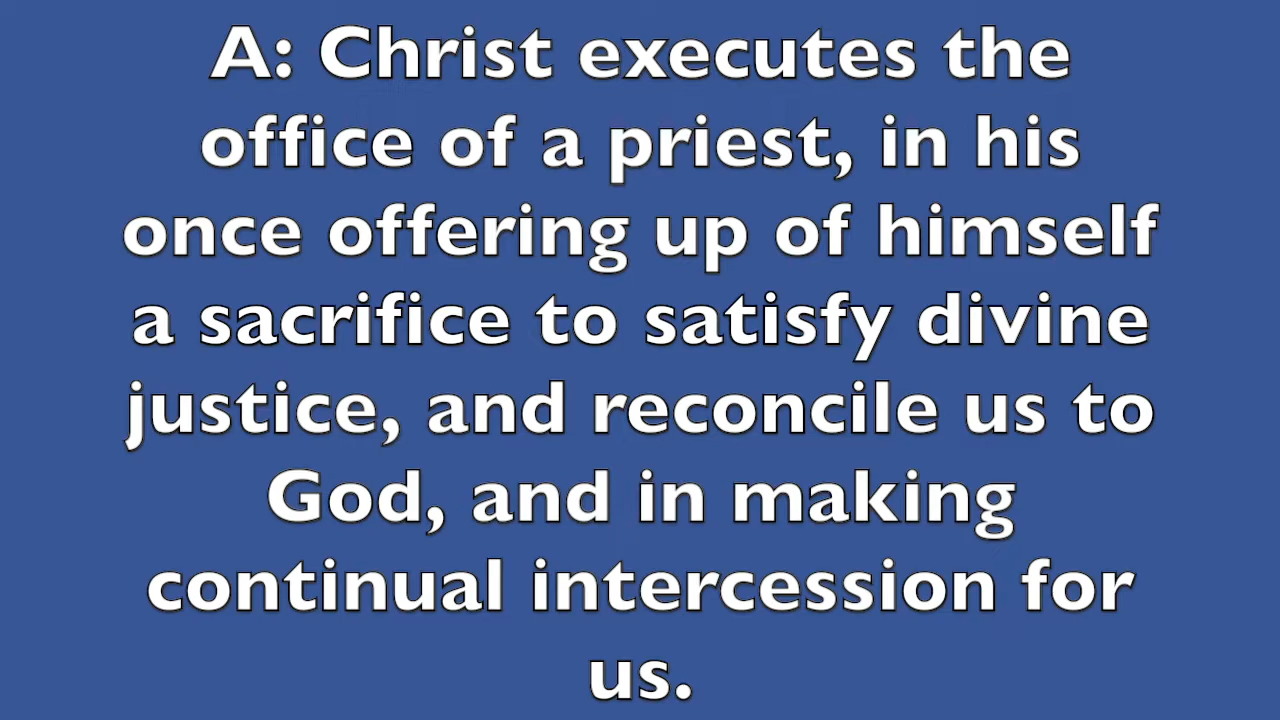 A: Christ executes the
office of a priest, in his
once offering up of himself
a sacrifice to satisfy divine
justice, and reconcile us to
God, and in making
continual intercession for
us.